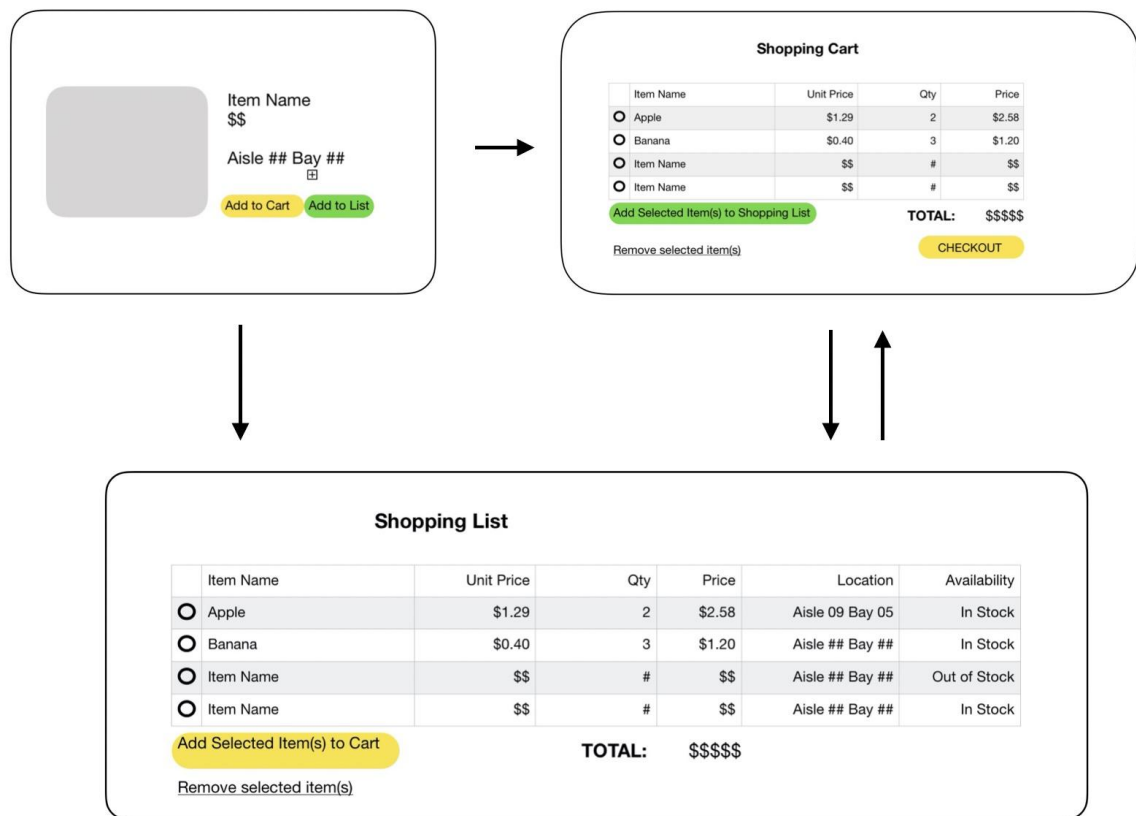 Item Name
$$
Aisle ## Bay ##
Add to Cart Add to List
Shopping Cart
Item Name Unit Price Qty Price
Apple $1.29 2 $2.58
Banana $0.40 3 $1.20
Item Name $$ # $$
Item Name $$ # $$
Add Selected Item(s) to Shopping List TOTAL: $$$$$
Remove selected item(s) CHECKOUT
Shopping List
Item Name Unit Price Qty Price Location Availability
Apple $1.29 2 $2.58 Aisle 09 Bay 05 In Stock
Banana $0.40 3 $1.20 Aisle ## Bay ## In Stock
Item Name $$ # $$ Aisle ## Bay ## Out of Stock
Item Name $$ # $$ Aisle ## Bay ## In Stock
Add Selected Item(s) to Cart TOTAL: $$$$$
Remove selected item(s)